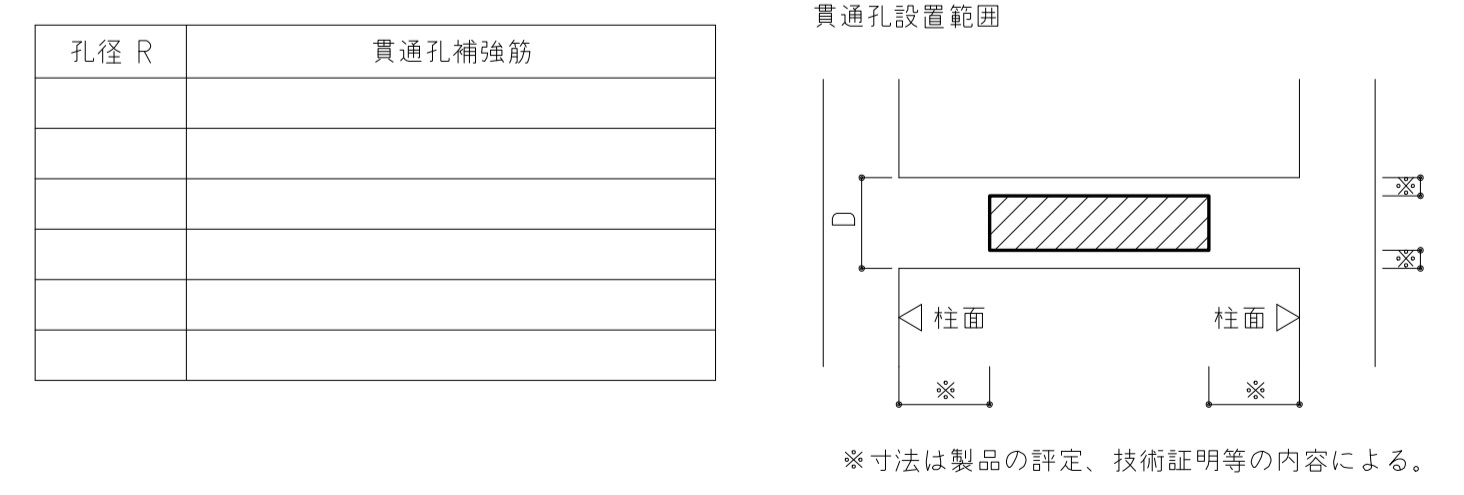 貫通孔設置範囲
孔径 R 貫通孔補強筋
※
D
※
柱面 柱面
※ ※
※寸法は製品の評定、技術証明等の内容による。